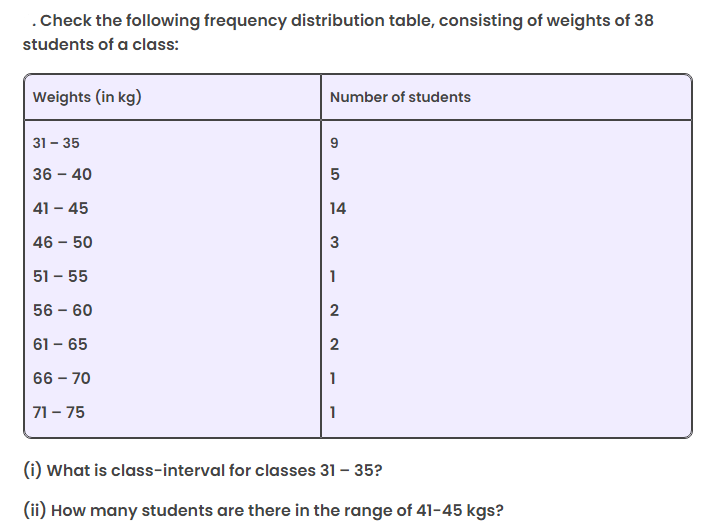 . Check the following frequency distribution table, consisting of weights of 38
students of a class:
Weights (in kg) Number of students
31 – 35 9
36 – 40 5
41 – 45 14
46 – 50 3
51 – 55 1
56 – 60 2
61 – 65 2
66 – 70 1
71 – 75 1
(i) What is class-interval for classes 31 – 35?
(ii) How many students are there in the range of 41-45 kgs?